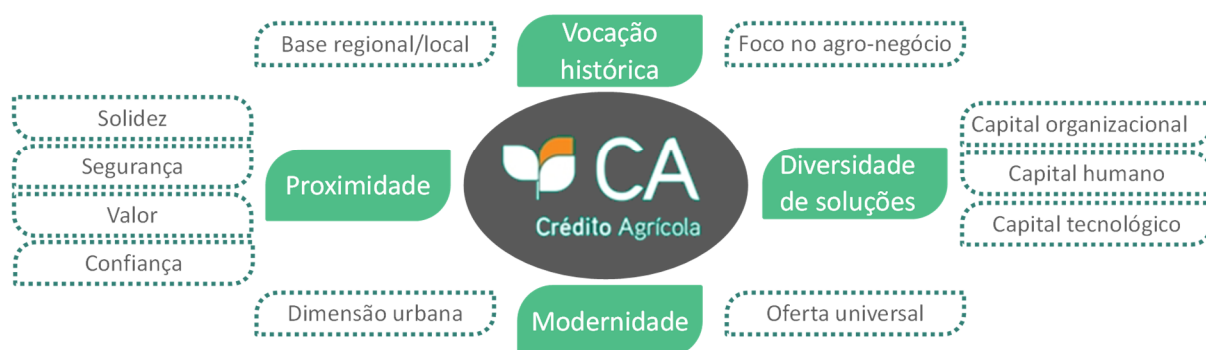 Base regional/local
Vocação
histórica
Foco no agro-negócio
Solidez
Segurança
Valor
Confiança
Proximidade
CA
Crédito Agrícola
Diversidade
de soluções
Capital organizacional
Capital humano
Capital tecnológico
Dimensão urbana
Modernidade
Oferta universal